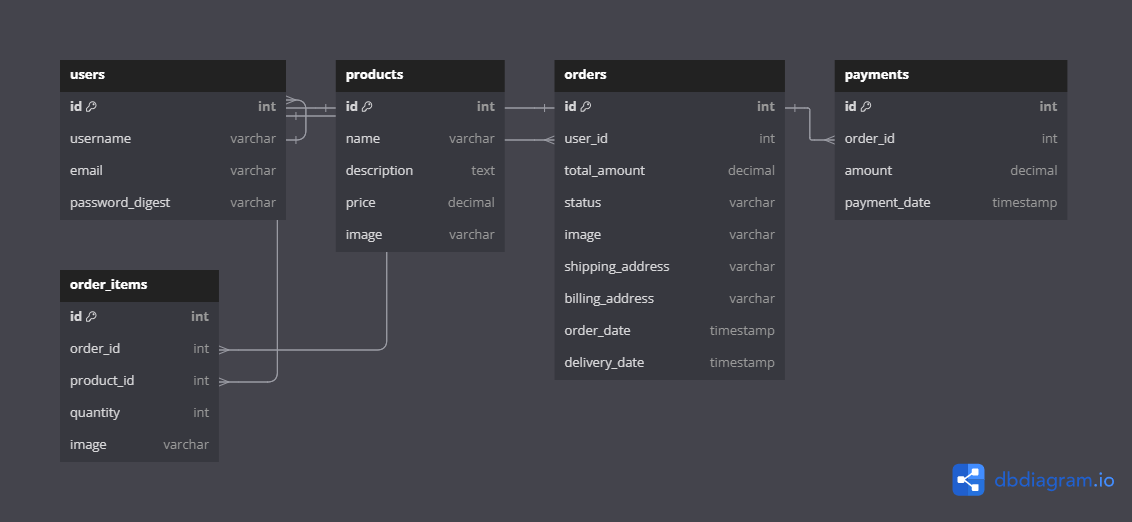 users
id int
username varchar
email varchar
password_digest varchar
products
id int
name varchar
description text
price decimal
image varchar
orders
id int
user_id int
total_amount decimal
status varchar
image varchar
shipping_address varchar
billing_address varchar
order_date timestamp
delivery_date timestamp
payments
id int
order_id int
amount decimal
payment_date timestamp
order_items
id int
order_id int
product_id int
quantity int
image varchar
dbdiagram.io